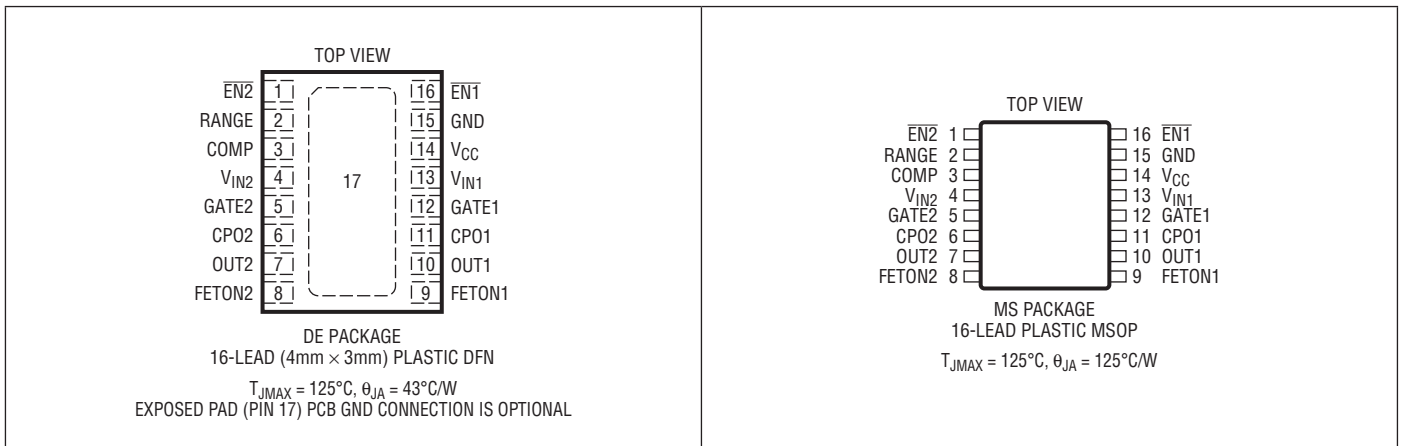 TOP VIEW
EN2 1 16 EN1
RANGE 2 15 GND
COMP 3 14 VCC
VIN2 4 17 13 VIN1
GATE2 5 12 GATE1
CPO2 6 11 CPO1
OUT2 7 10 OUT1
FETON2 8 9 FETON1
DE PACKAGE
16-LEAD (4mm × 3mm) PLASTIC DFN
TJMAX = 125°C, θJA = 43°C/W
EXPOSED PAD (PIN 17) PCB GND CONNECTION IS OPTIONAL
TOP VIEW
EN2 1 16 EN1
RANGE 2 15 GND
COMP 3 14 VCC
VIN2 4 13 VIN1
GATE2 5 12 GATE1
CPO2 6 11 CPO1
OUT2 7 10 OUT1
FETON2 8 9 FETON1
MS PACKAGE
16-LEAD PLASTIC MSOP
TJMAX = 125°C, θJA = 125°C/W